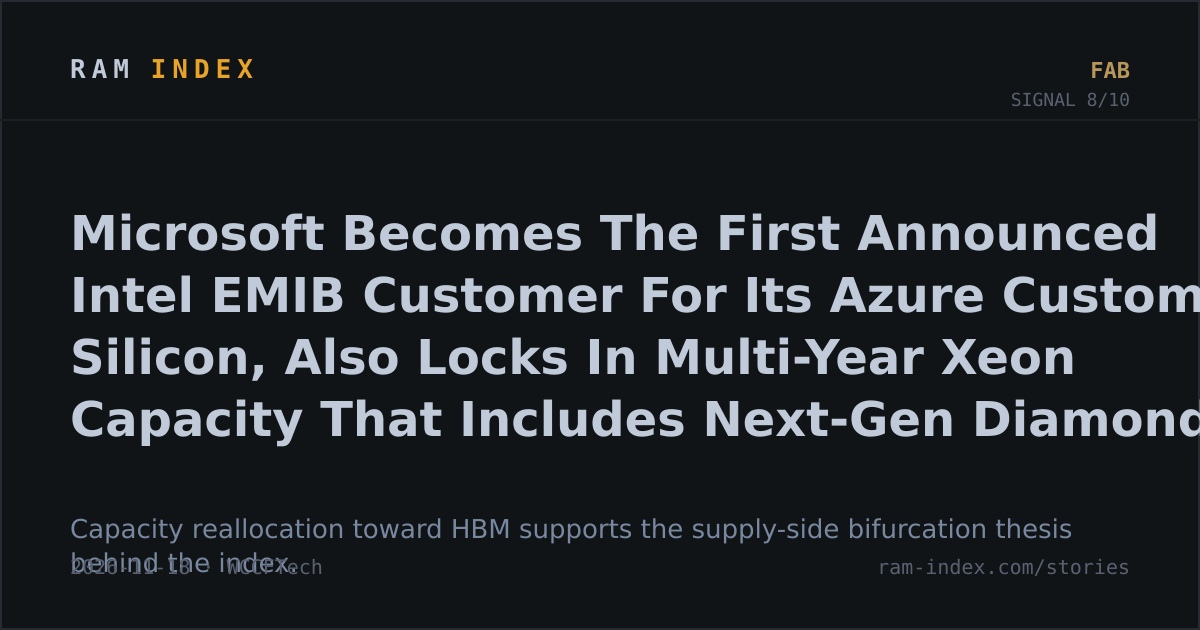 RAM INDEX
FAB
SIGNAL 8/10
Microsoft Becomes The First Announced
Intel EMIB Customer For Its Azure Custom
Silicon, Also Locks In Multi-Year Xeon
Capacity That Includes Next-Gen Diamond
Capacity reallocation toward HBM supports the supply-side bifurcation thesis
behind the index.
WCCFTech
ram-index.com/stories